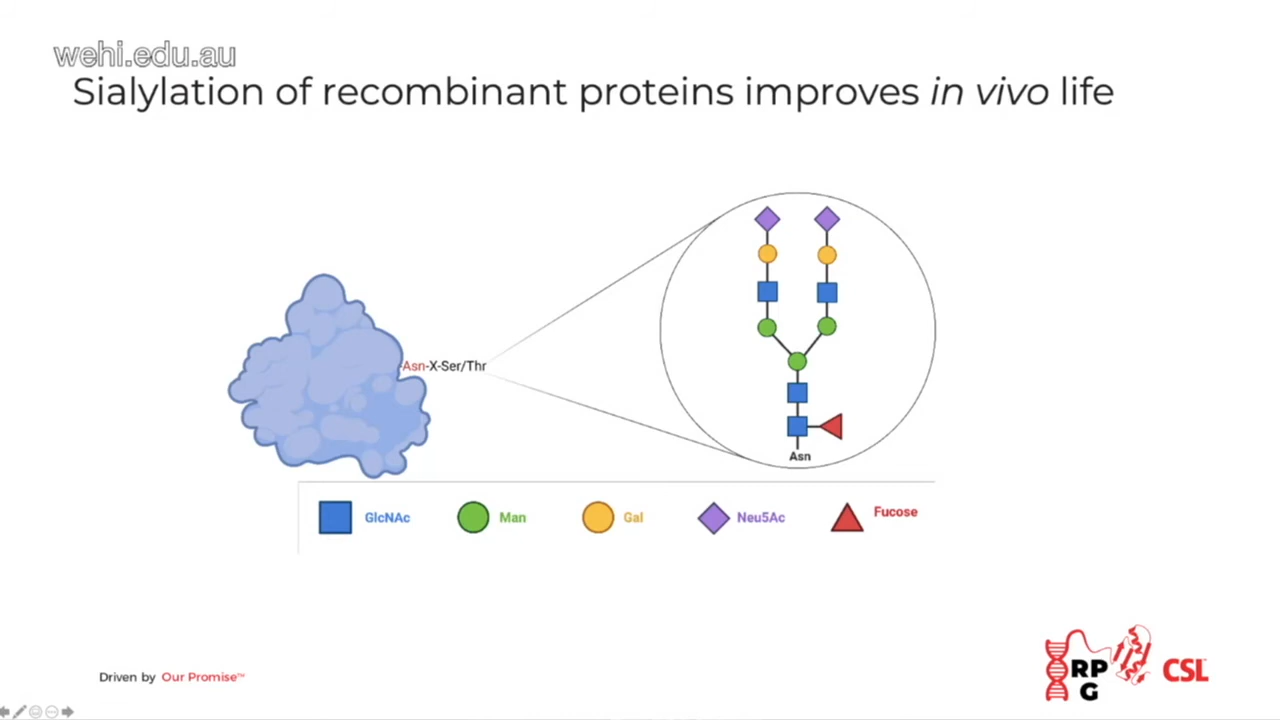 wehi.edu.au
Sialylation of recombinant proteins improves in vivo life
Asn-X-Ser/Thr
Asn
GlcNAc
Man
Gal
Neu5Ac
Fucose
Driven by Our Promise™
RP
G
CSL